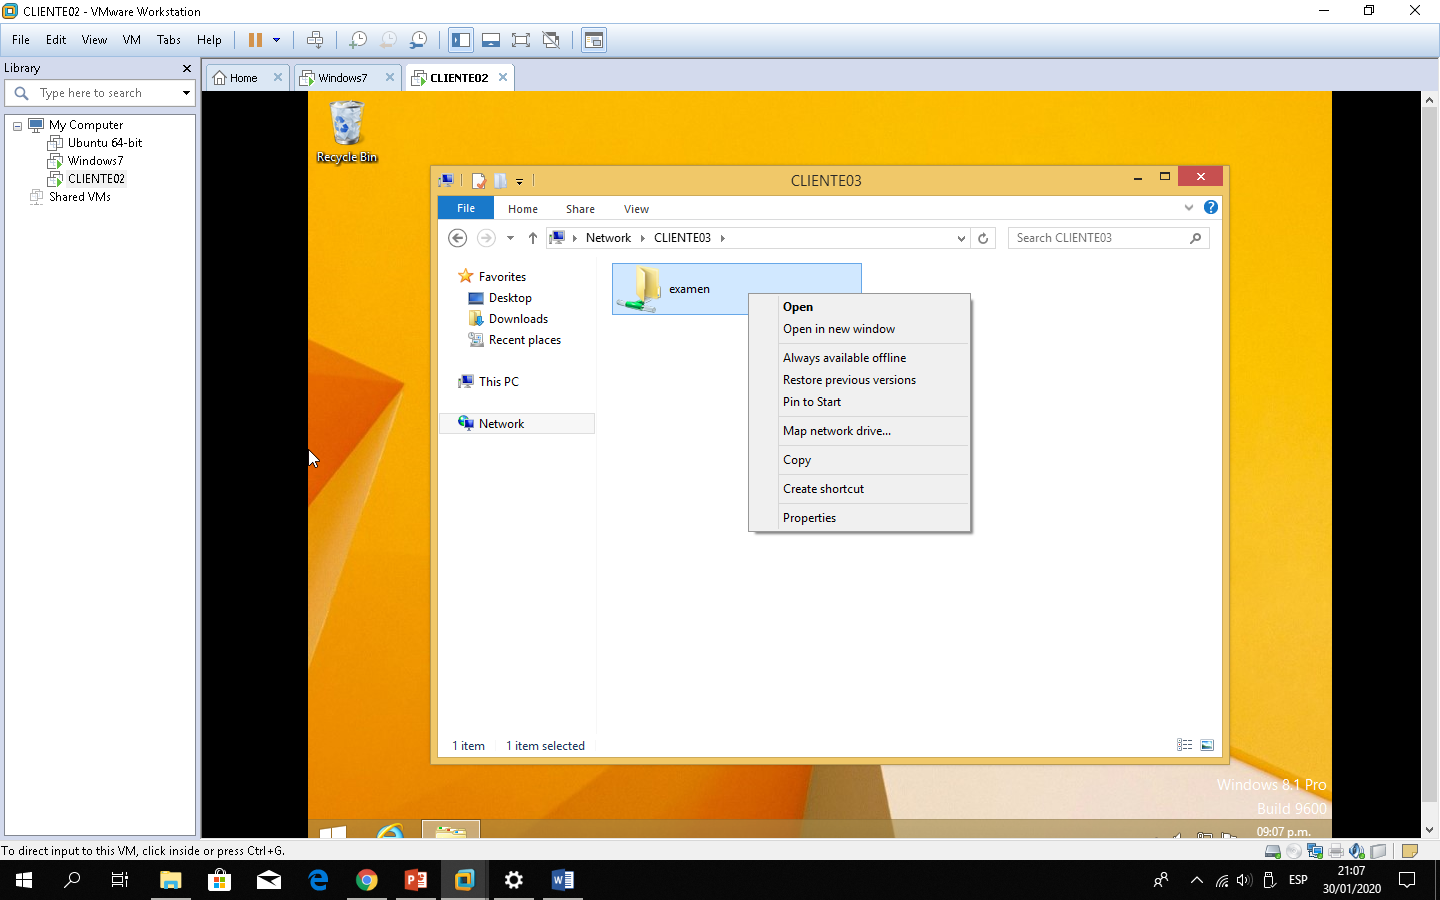 CLIENTE02 - VMware Workstation
File Edit View VM Tabs Help
Library
Home Windows7 CLIENTE02
Type here to search
My Computer
Ubuntu 64-bit
Windows7
CLIENTE02
Shared VMs
Recycle Bin
CLIENTE03
File Home Share View
Network CLIENTE03
Search CLIENTE03
Favorites
Desktop
Downloads
Recent places
This PC
Network
examen
Open
Open in new window
Always available offline
Restore previous versions
Pin to Start
Map network drive...
Copy
Create shortcut
Properties
1 item 1 item selected
Windows 8.1 Pro
Build 9600
09:07 p.m.
To direct input to this VM, click inside or press Ctrl+G.
ESP
21:07
30/01/2020